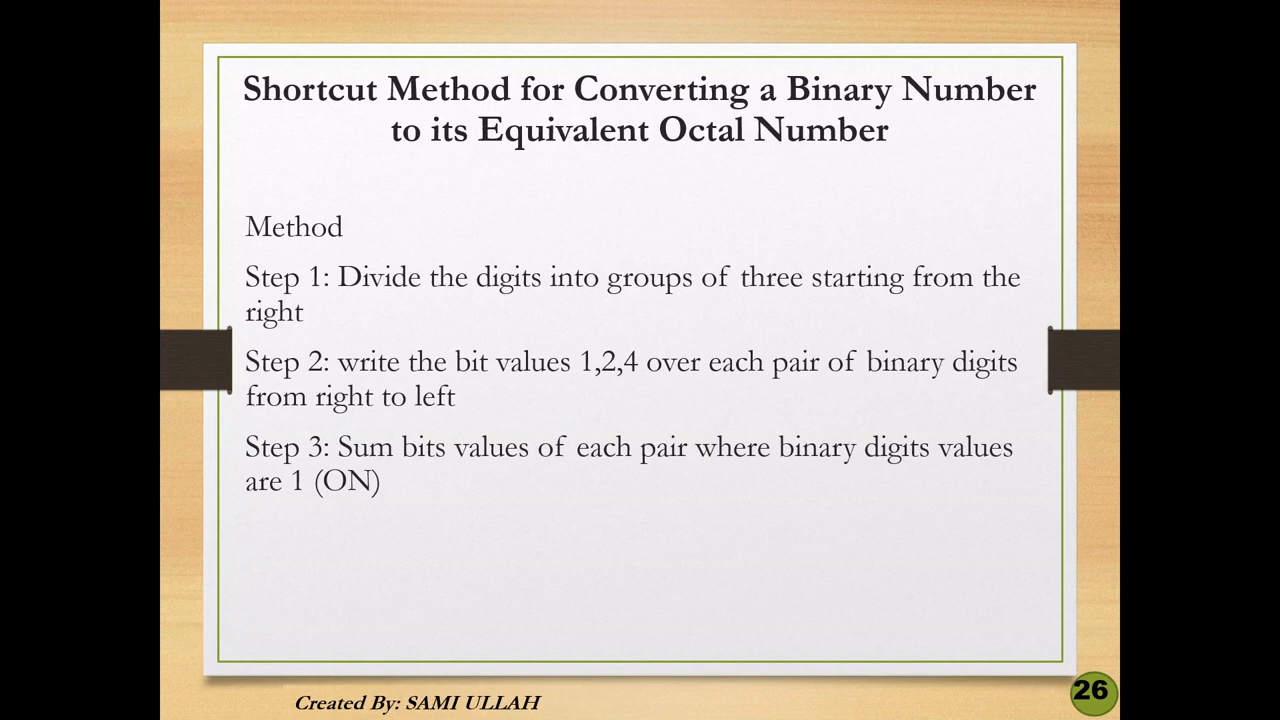 Shortcut Method for Converting a Binary Number
to its Equivalent Octal Number
Method
Step 1: Divide the digits into groups of three starting from the
right
Step 2: write the bit values 1,2,4 over each pair of binary digits
from right to left
Step 3: Sum bits values of each pair where binary digits values
are 1 (ON)
Created By: SAMI ULLAH
26